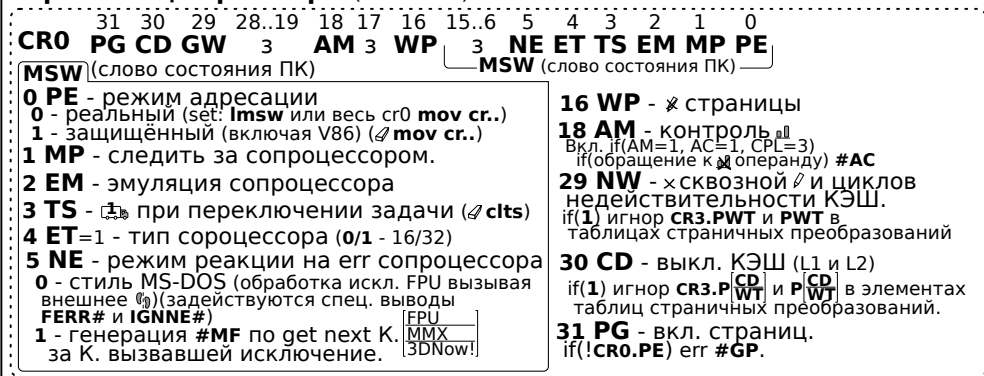 31 30 29 28..19 18 17 16 15..6 5 4 3 2 1 0
CR0 PG CD GW з AM з WP з NE ET TS EM MP PE
MSW (слово состояния ПК)
MSW (слово состояния ПК)
0 PE - режим адресации
0 - реальный (set: lmsw или весь cr0 mov cr..)
1 - защищённый (включая V86) (mov cr..)
1 MP - следить за сопроцессором.
2 EM - эмуляция сопроцессора
3 TS - 1 при переключении задачи (clts)
4 ET=1 - тип сороцессора (0/1 - 16/32)
5 NE - режим реакции на err сопроцессора
0 - стиль MS-DOS (обработка искл. FPU вызывая
внешнее )(задействуются спец. выводы
FERR# и IGNNE#)
1 - генерация #MF по get next К.
за К. вызвавшей исключение.
FPU
MMX
3DNow!
16 WP - страницы
18 AM - контроль
Вкл. if(AM=1, AC=1, CPL=3)
if(обращение к операнду) #AC
29 NW - × сквозной и циклов
недействительности КЭШ.
if(1) игнор CR3.PWT и PWT в
таблицах страничных преобразований
30 CD - выкл. КЭШ (L1 и L2)
if(1) игнор CR3.P CD WT и P CD WT в элементах
таблиц страничных преобразований.
31 PG - вкл. страниц.
if(!CR0.PE) err #GP.